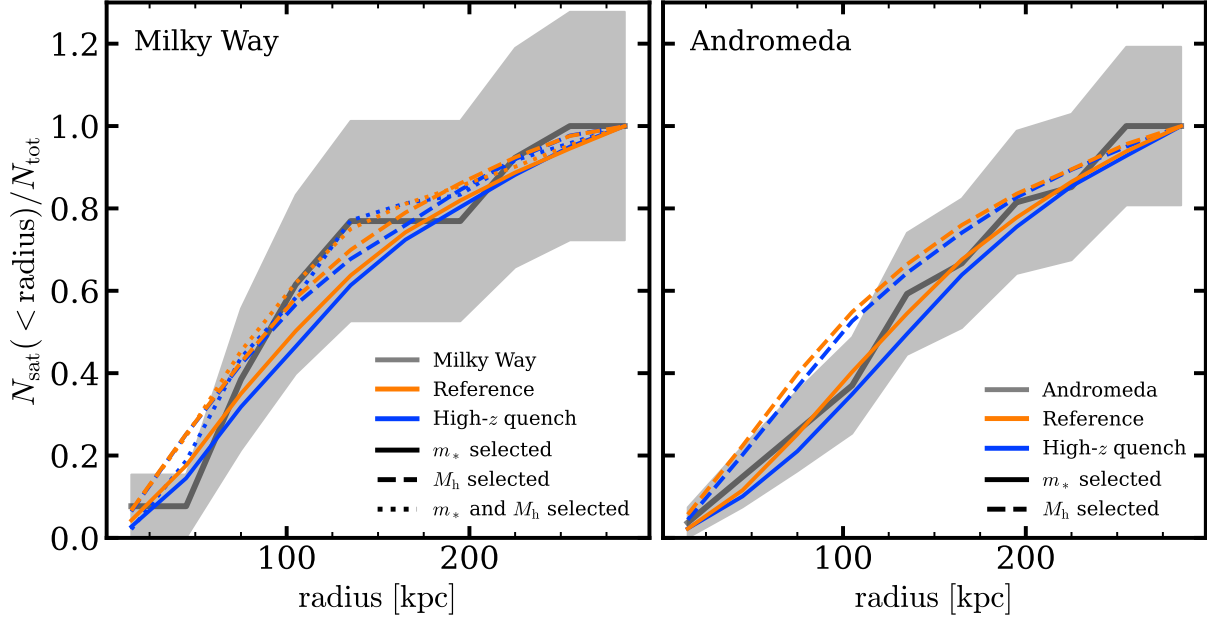 Milky Way
Andromeda
N_sat(< radius)/N_tot
1.2
1.0
0.8
0.6
0.4
0.2
0.0
Milky Way
Reference
High-z quench
m_* selected
M_h selected
m_* and M_h selected
Andromeda
Reference
High-z quench
m_* selected
M_h selected
100
200
100
200
radius [kpc]
radius [kpc]